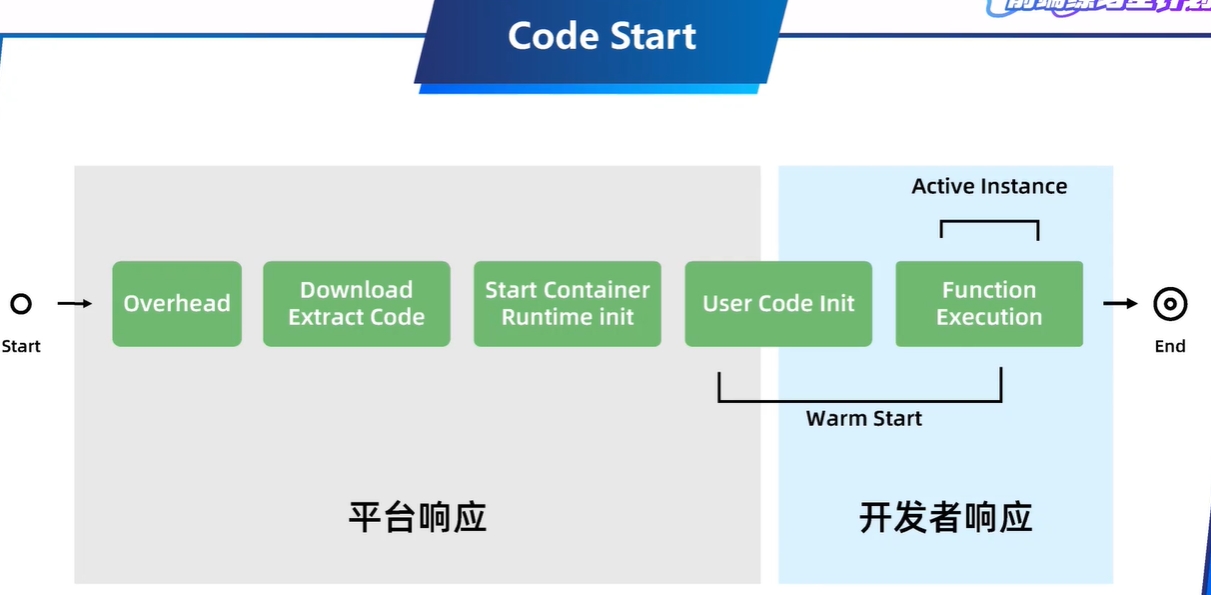 Code Start
Active Instance
Overhead
Download
Extract Code
Start Container
Runtime init
User Code Init
Function
Execution
Start
End
Warm Start
平台响应
开发者响应